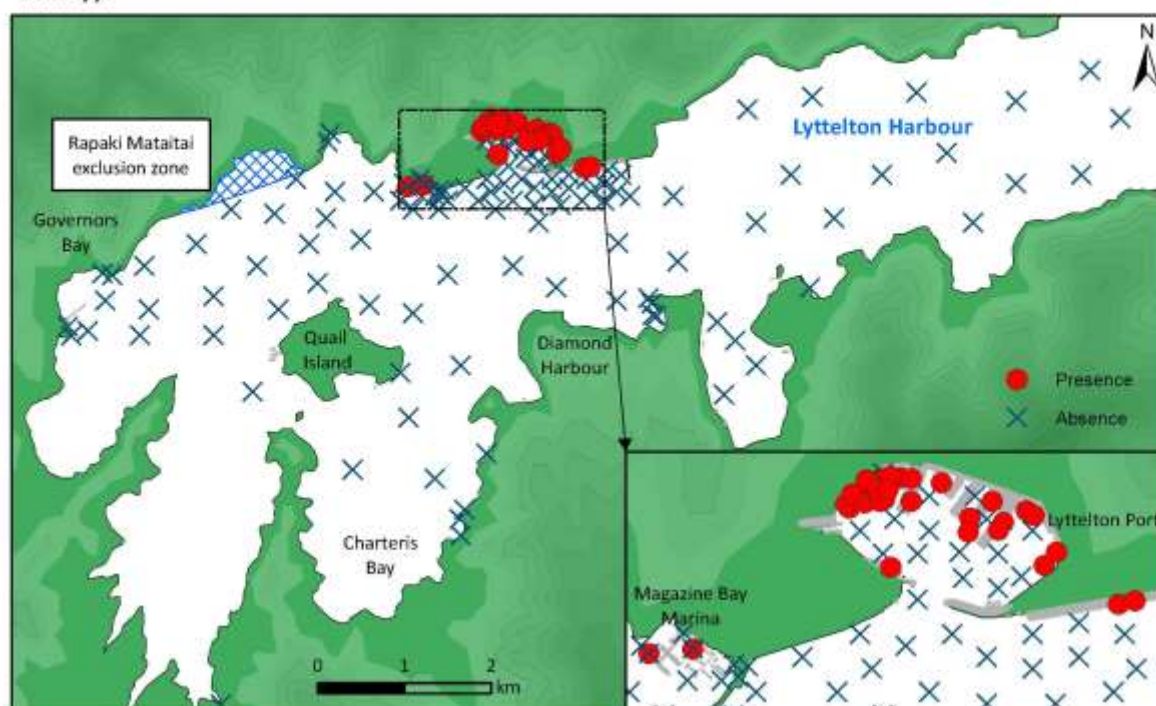 N
Rapaki Mataitai
exclusion zone
Lyttelton Harbour
Governors
Bay
Quail
Island
Diamond
Harbour
Presence
Absence
Charteris
Bay
Lyttelton Port
Magazine Bay
Marina
0 1 2
km